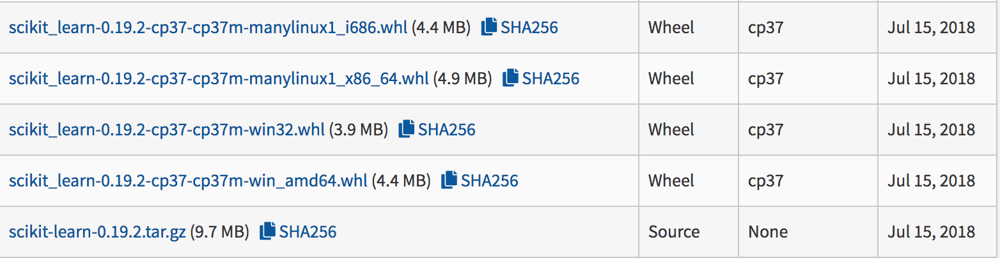 scikit_learn-0.19.2-cp37-cp37m-manylinux1_i686.whl (4.4 MB) SHA256 Wheel cp37 Jul 15, 2018
scikit_learn-0.19.2-cp37-cp37m-manylinux1_x86_64.whl (4.9 MB) SHA256 Wheel cp37 Jul 15, 2018
scikit_learn-0.19.2-cp37-cp37m-win32.whl (3.9 MB) SHA256 Wheel cp37 Jul 15, 2018
scikit_learn-0.19.2-cp37-cp37m-win_amd64.whl (4.4 MB) SHA256 Wheel cp37 Jul 15, 2018
scikit-learn-0.19.2.tar.gz (9.7 MB) SHA256 Source None Jul 15, 2018